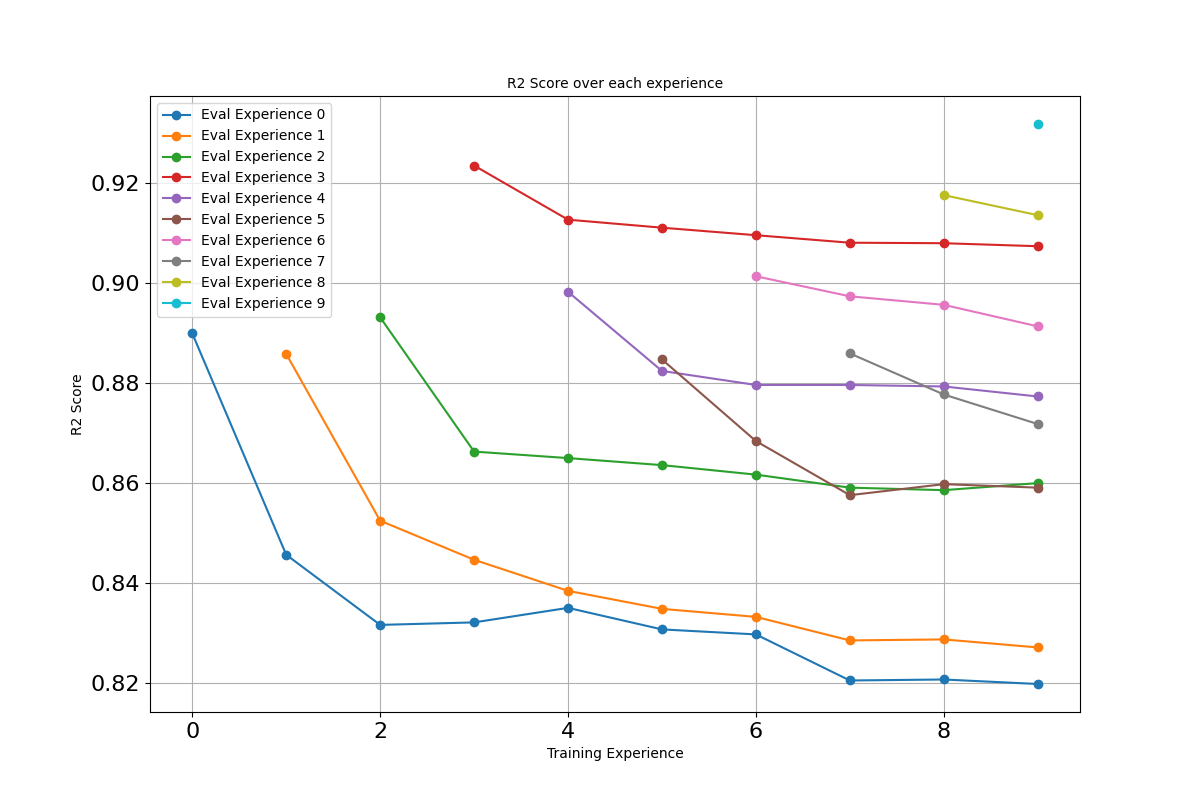 R2 Score over each experience
Eval Experience 0
Eval Experience 1
Eval Experience 2
Eval Experience 3
Eval Experience 4
Eval Experience 5
Eval Experience 6
Eval Experience 7
Eval Experience 8
Eval Experience 9
0.92
0.90
0.88
0.86
0.84
0.82
R2 Score
0 2 4 6 8
Training Experience